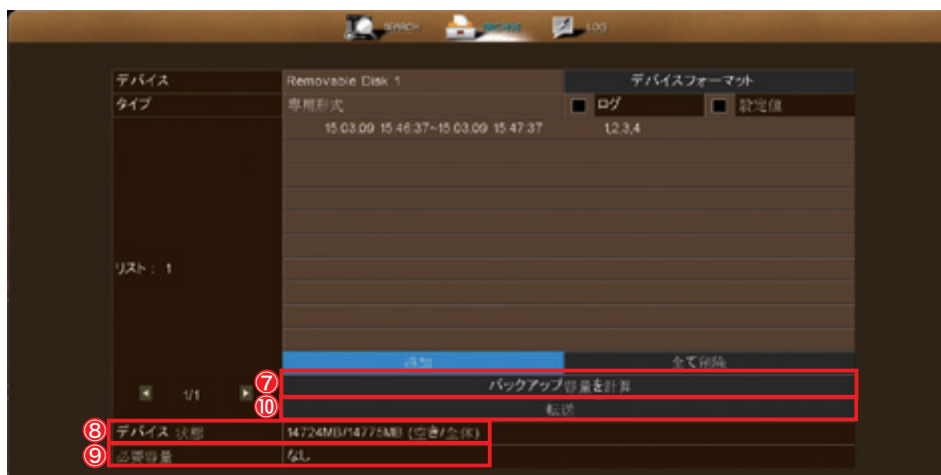 SEARCH ARCHIVE LOG
デバイス Removable Disk 1 デバイスフォーマット
タイプ 専用形式 ログ 設定値
15.03.09 15:46:37~15.03.09 15:47:37 1,2,3,4
リスト： 1
追加 全て削除
⑦ バックアップ容量を計算
1/1
⑩ 転送
⑧ デバイス 状態 14724MB/14775MB (空き/全体)
⑨ 必要容量 なし